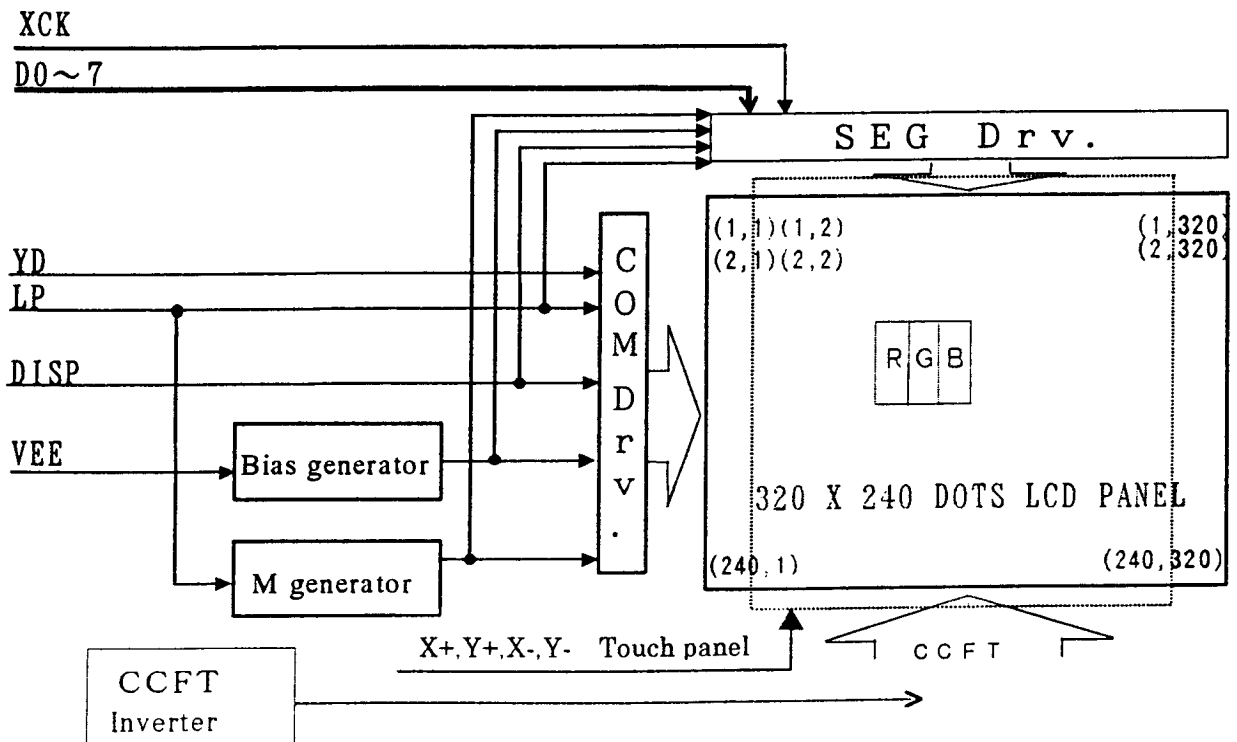 XCK
D0～7
SEG Drv.
(1,1)(1,2)
(1,320)
(2,1)(2,2)
(2,320)
YD
LP
DISP
VEE
COM Drv.
R G B
Bias generator
320 X 240 DOTS LCD PANEL
M generator
(240,1)
(240,320)
X+,Y+,X-,Y- Touch panel
CCFT
CCFT
Inverter